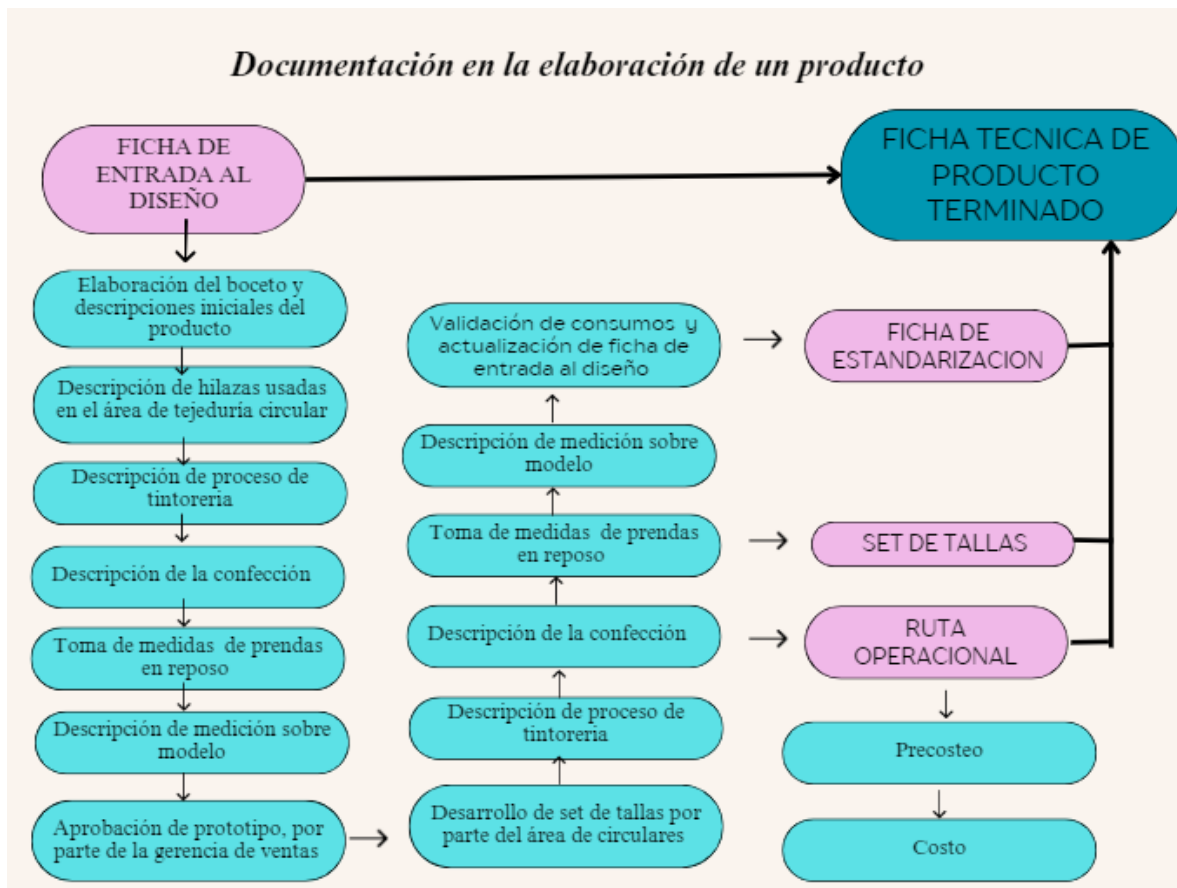 Documentación en la elaboración de un producto
FICHA DE
ENTRADA AL
DISEÑO
FICHA TECNICA DE
PRODUCTO
TERMINADO
Elaboración del boceto y
descripciones iniciales del
producto
Descripción de hilazas usadas
en el área de tejeduría circular
Descripción de proceso de
tintoreria
Descripción de la confección
Toma de medidas de prendas
en reposo
Descripción de medición sobre
modelo
Aprobación de prototipo, por
parte de la gerencia de ventas
Validación de consumos y
actualización de ficha de
entrada al diseño
Descripción de medición sobre
modelo
Toma de medidas de prendas
en reposo
Descripción de la confección
Descripción de proceso de
tintoreria
Desarrollo de set de tallas por
parte del área de circulares
FICHA DE
ESTANDARIZACION
SET DE TALLAS
RUTA
OPERACIONAL
Precosteo
Costo